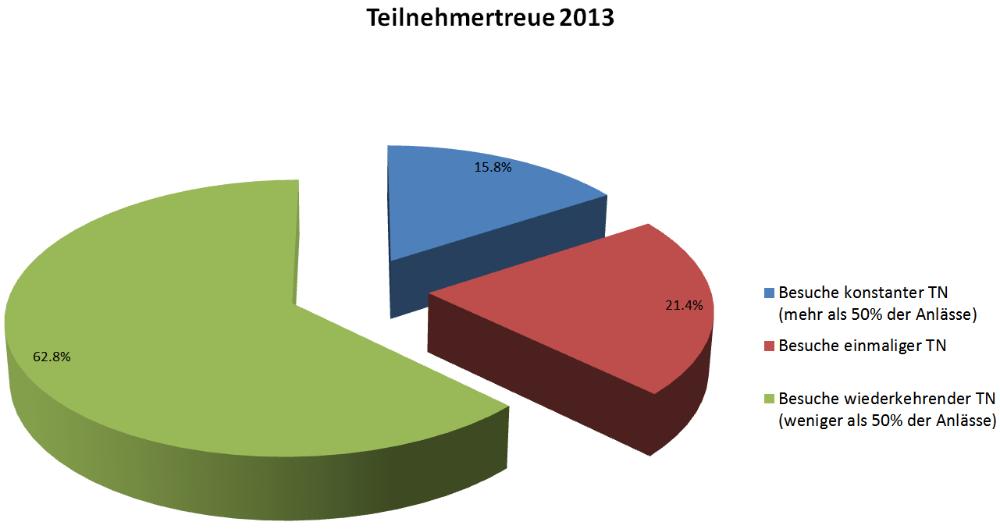 Teilnehmertreue 2013
15.8%
21.4%
62.8%
Besuche konstanter TN
(mehr als 50% der Anlässe)
Besuche einmaliger TN
Besuche wiederkehrender TN
(weniger als 50% der Anlässe)